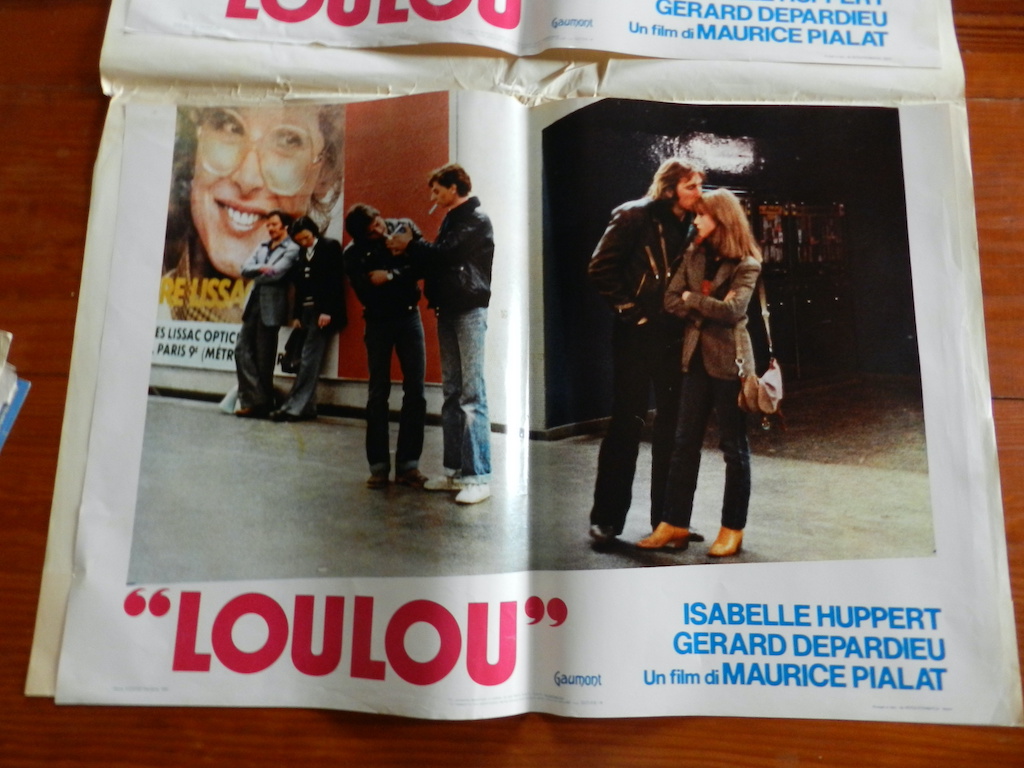 LOULOU
Gaumont
GERARD DEPARDIEU
Un film di MAURICE PIALAT
RE LISSA
ES LISSAC OPTIC
PARIS 9e (MÉTR
“LOULOU”
Gaumont
ISABELLE HUPPERT
GERARD DEPARDIEU
Un film di MAURICE PIALAT